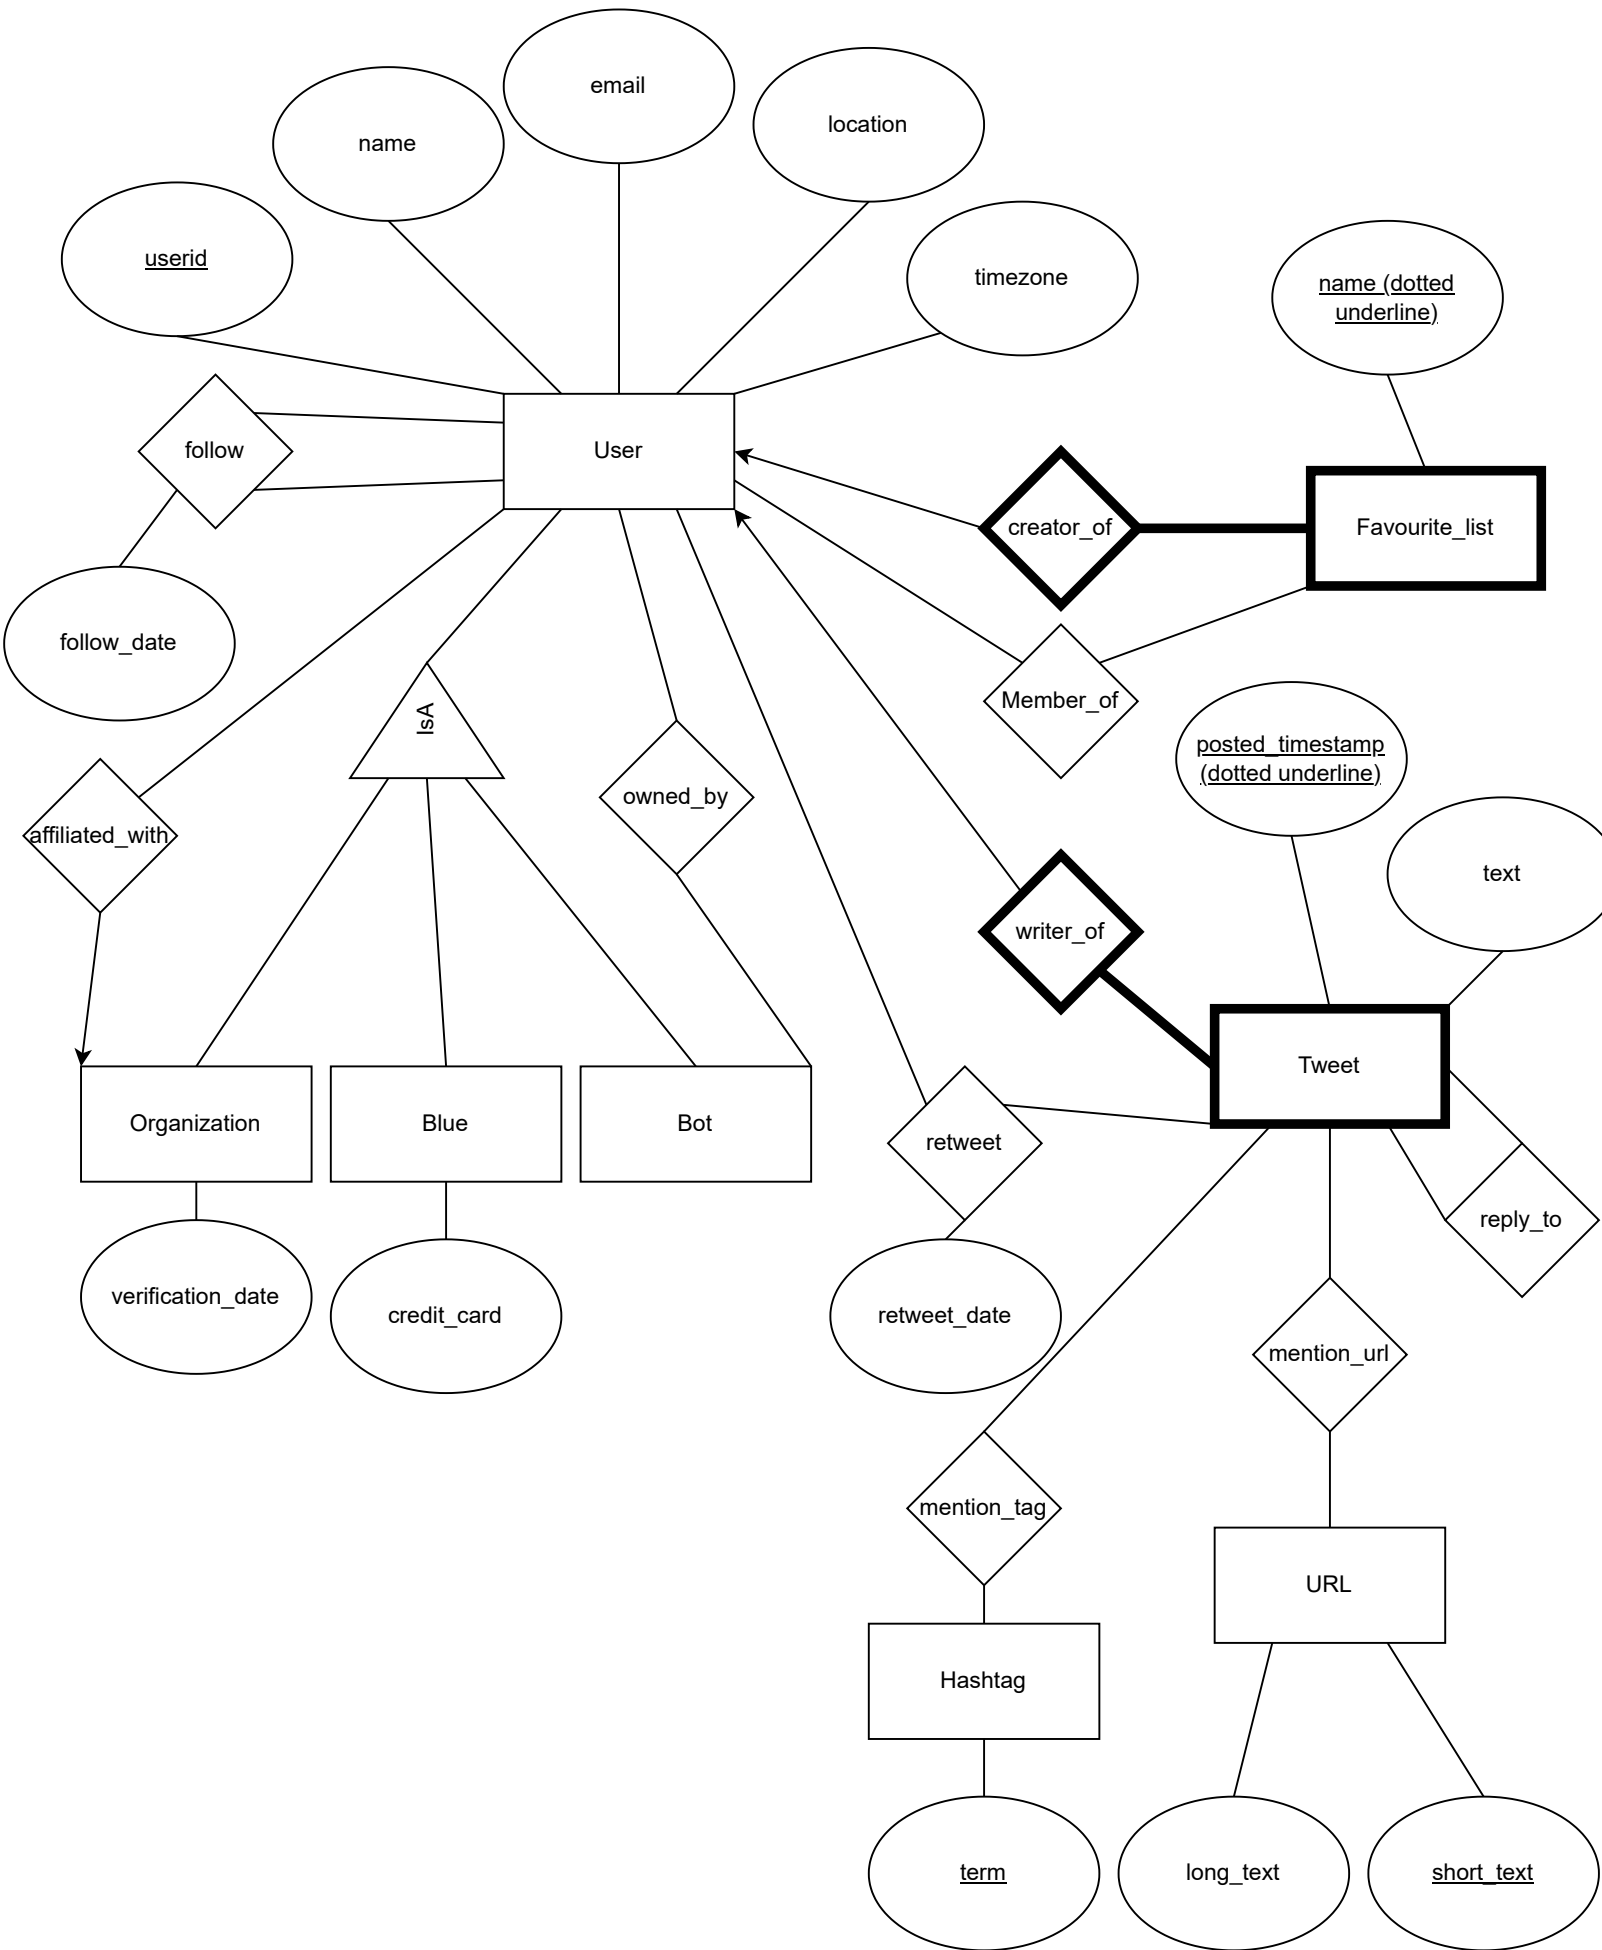 email
location
name
userid
timezone
name (dotted
underline)
follow
User
creator_of
Favourite_list
follow_date
Member_of
IsA
posted_timestamp
(dotted underline)
owned_by
affiliated_with
text
writer_of
Tweet
Organization
Blue
Bot
retweet
reply_to
verification_date
credit_card
retweet_date
mention_url
mention_tag
URL
Hashtag
term
long_text
short_text